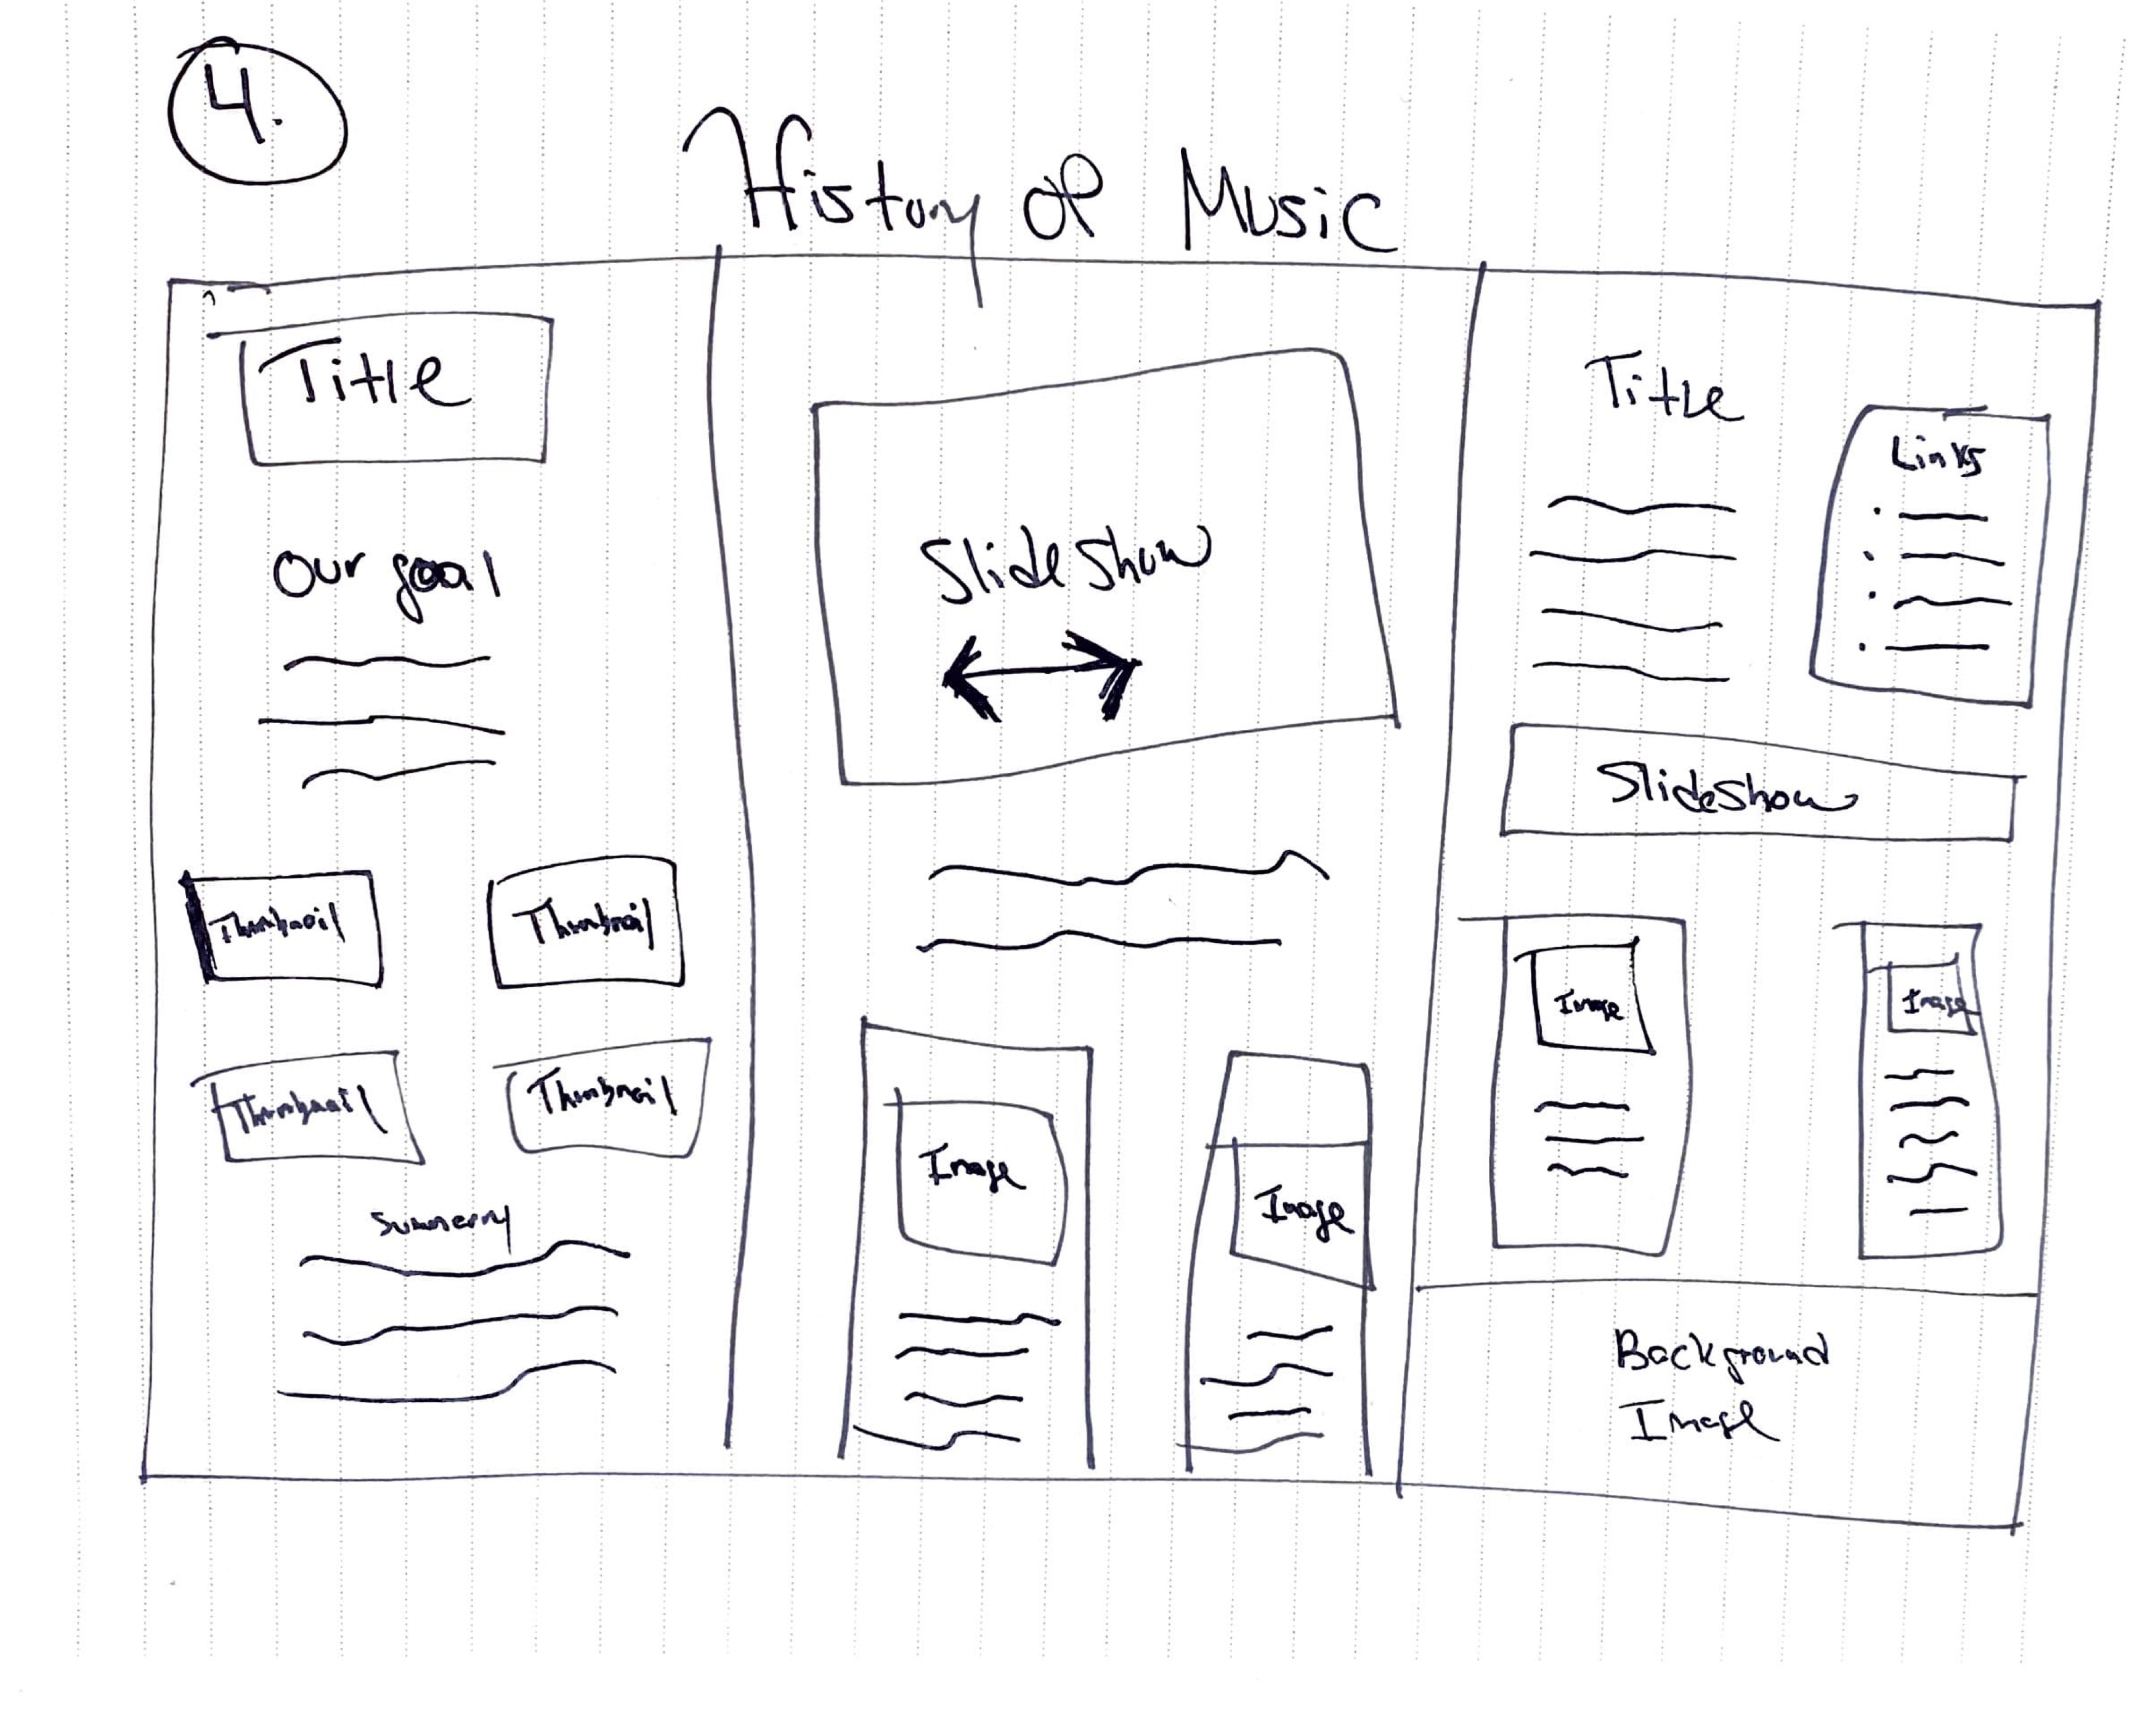 4.
History of Music
Title
Our goal
Thumbnail
Thumbnail
Thumbnail
Thumbnail
Summerry
Slide Show
Image
Image
Title
Links
SlideShow
Image
Image
Background
Image